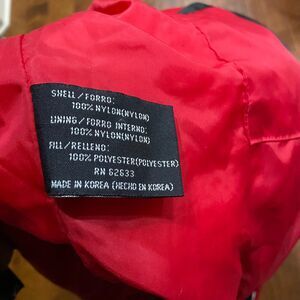 SHELL/FORRO:
100% NYLON(NYLON)
LINING/FORRO INTERNO:
100% NYLON(NYLON)
FILL/RELLENO:
100% POLYESTER(POLYESTER)
RN 62633
MADE IN KOREA (HECHO EN KOREA)